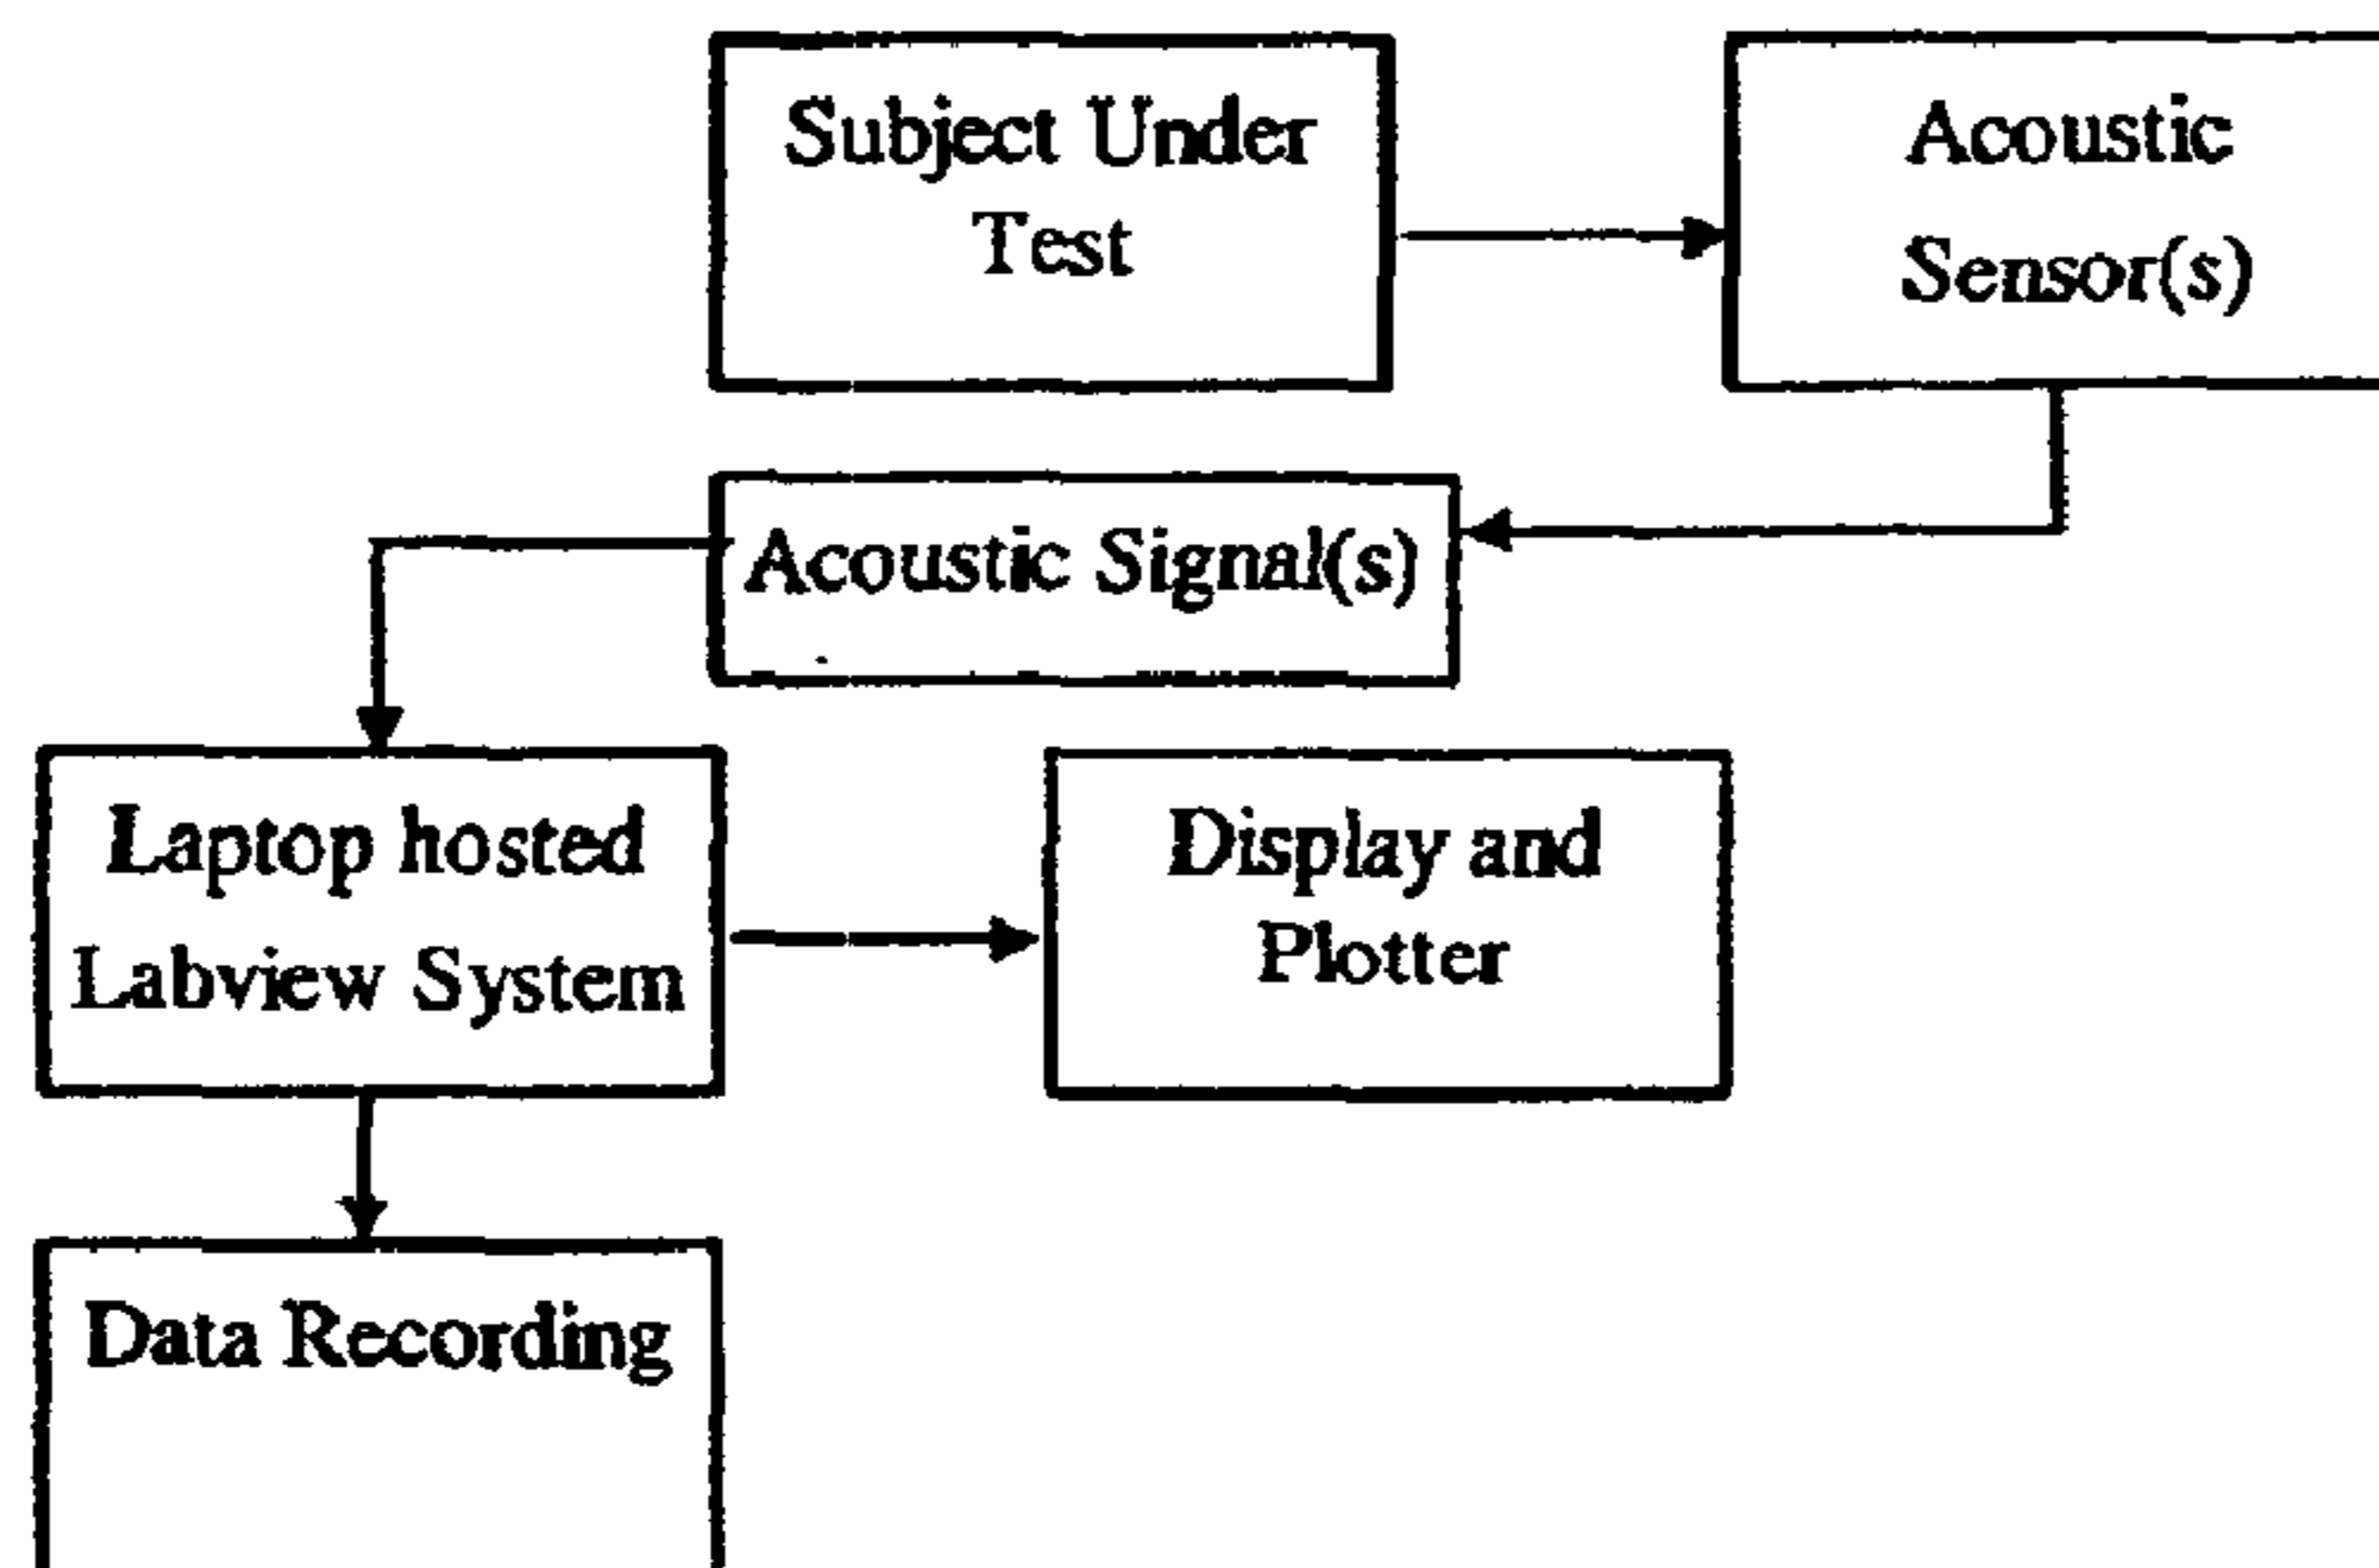 Subject Under
Test
Acoustic
Sensor(s)
Acoustic Signal(s)
Laptop hosted
Labview System
Display and
Plotter
Data Recording